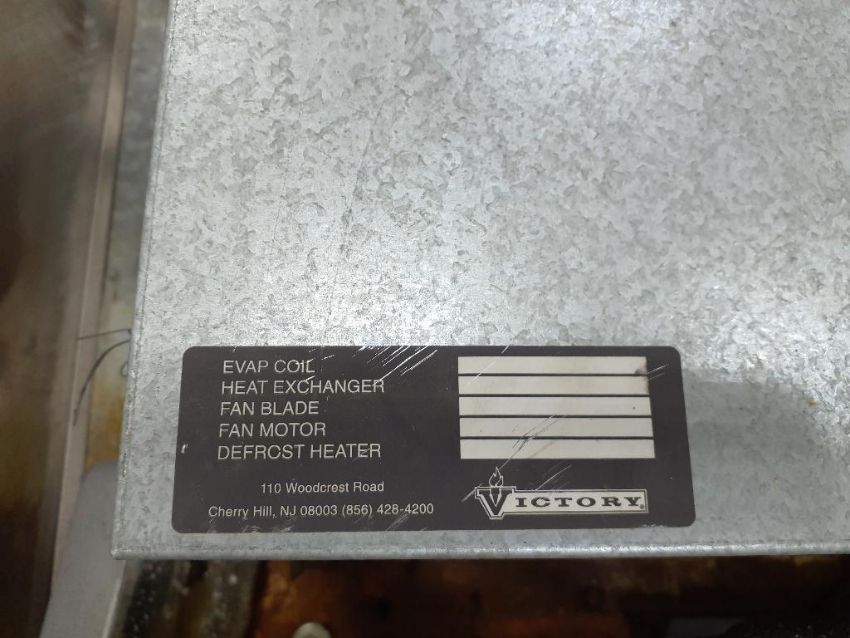 EVAP COIL
HEAT EXCHANGER
FAN BLADE
FAN MOTOR
DEFROST HEATER
110 Woodcrest Road
Cherry Hill, NJ 08003 (856) 428-4200
VICTORY®